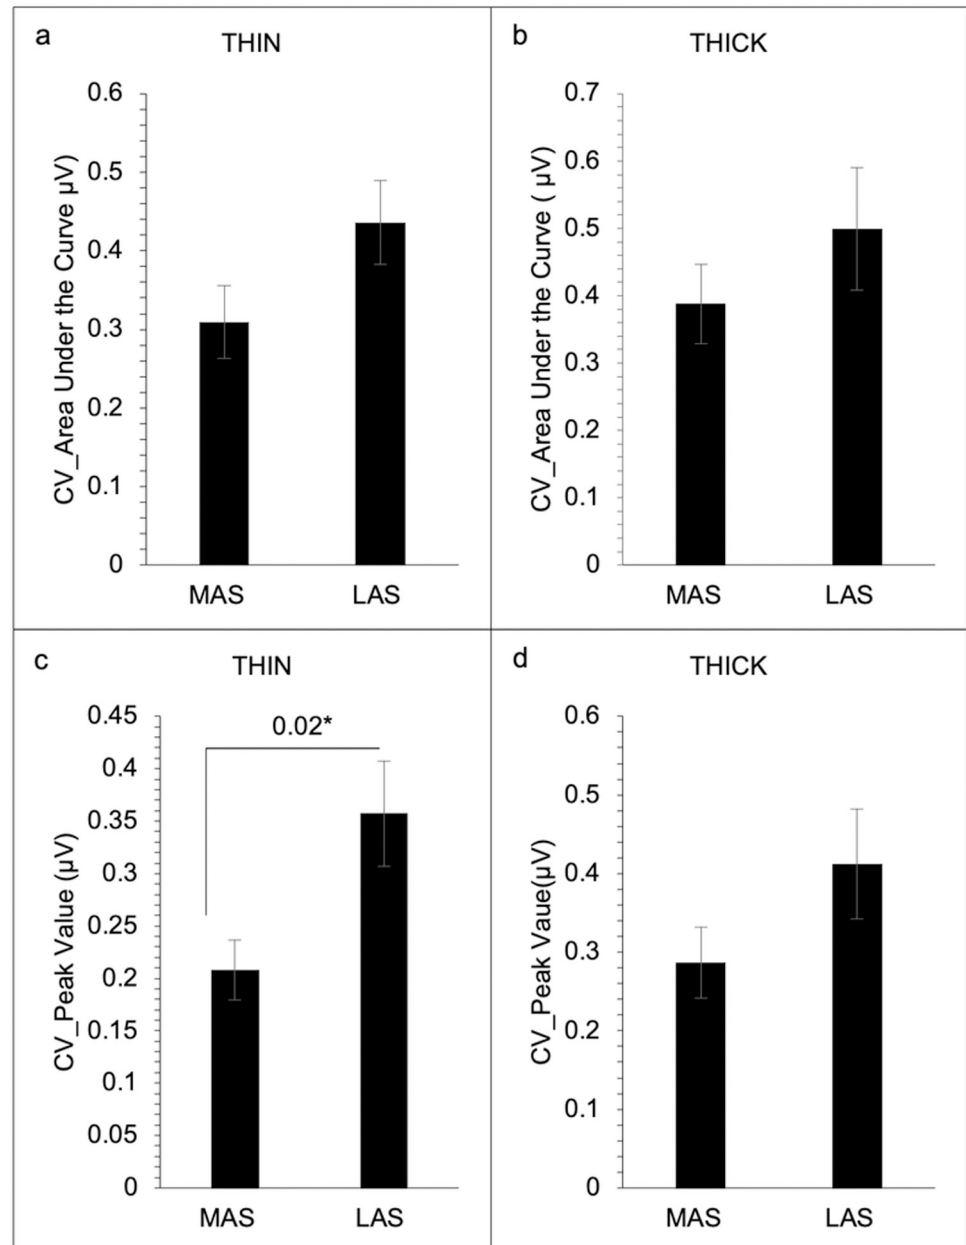 a
THIN
CV_Area Under the Curve µV)
0.6
0.5
0.4
0.3
0.2
0.1
0
MAS
LAS
b
THICK
CV_Area Under the Curve ( µV)
0.7
0.6
0.5
0.4
0.3
0.2
0.1
0
MAS
LAS
c
THIN
CV_Peak Value (µV)
0.45
0.4
0.35
0.3
0.25
0.2
0.15
0.1
0.05
0
0.02*
MAS
LAS
d
THICK
CV_Peak Vaue(µV)
0.6
0.5
0.4
0.3
0.2
0.1
0
MAS
LAS